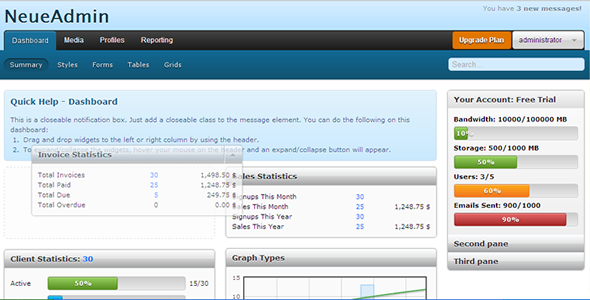 NeueAdmin
You have 3 new messages!
Dashboard Media Profiles Reporting
Upgrade Plan administrator
Summary Styles Forms Tables Grids
Search ...
Quick Help - Dashboard
This is a closeable notification box. Just add a closeable class to the message element. You can do the following on this
dashboard:
1. Drag and drop widgets to the left or right column by using the header.
2. To expand/collapse the widgets, hover your mouse on the header and an expand/collapse button will appear.
Invoice Statistics
Total Invoices 30 1,498.50 $
Total Paid 25 1,248.75 $
Total Due 5 249.75 $
Total Overdue 0 0.00 $
Sales Statistics
Signups This Month 30
Sales This Month 25 1,248.75 $
Signups This Year 30
Sales This Year 25 1,248.75 $
Client Statistics: 30
Active 50% 15/30
Graph Types
15
10
Your Account: Free Trial
Bandwidth: 10000/100000 MB
10%
Storage: 500/1000 MB
50%
Users: 3/5
60%
Emails Sent: 900/1000
90%
Second pane
Third pane